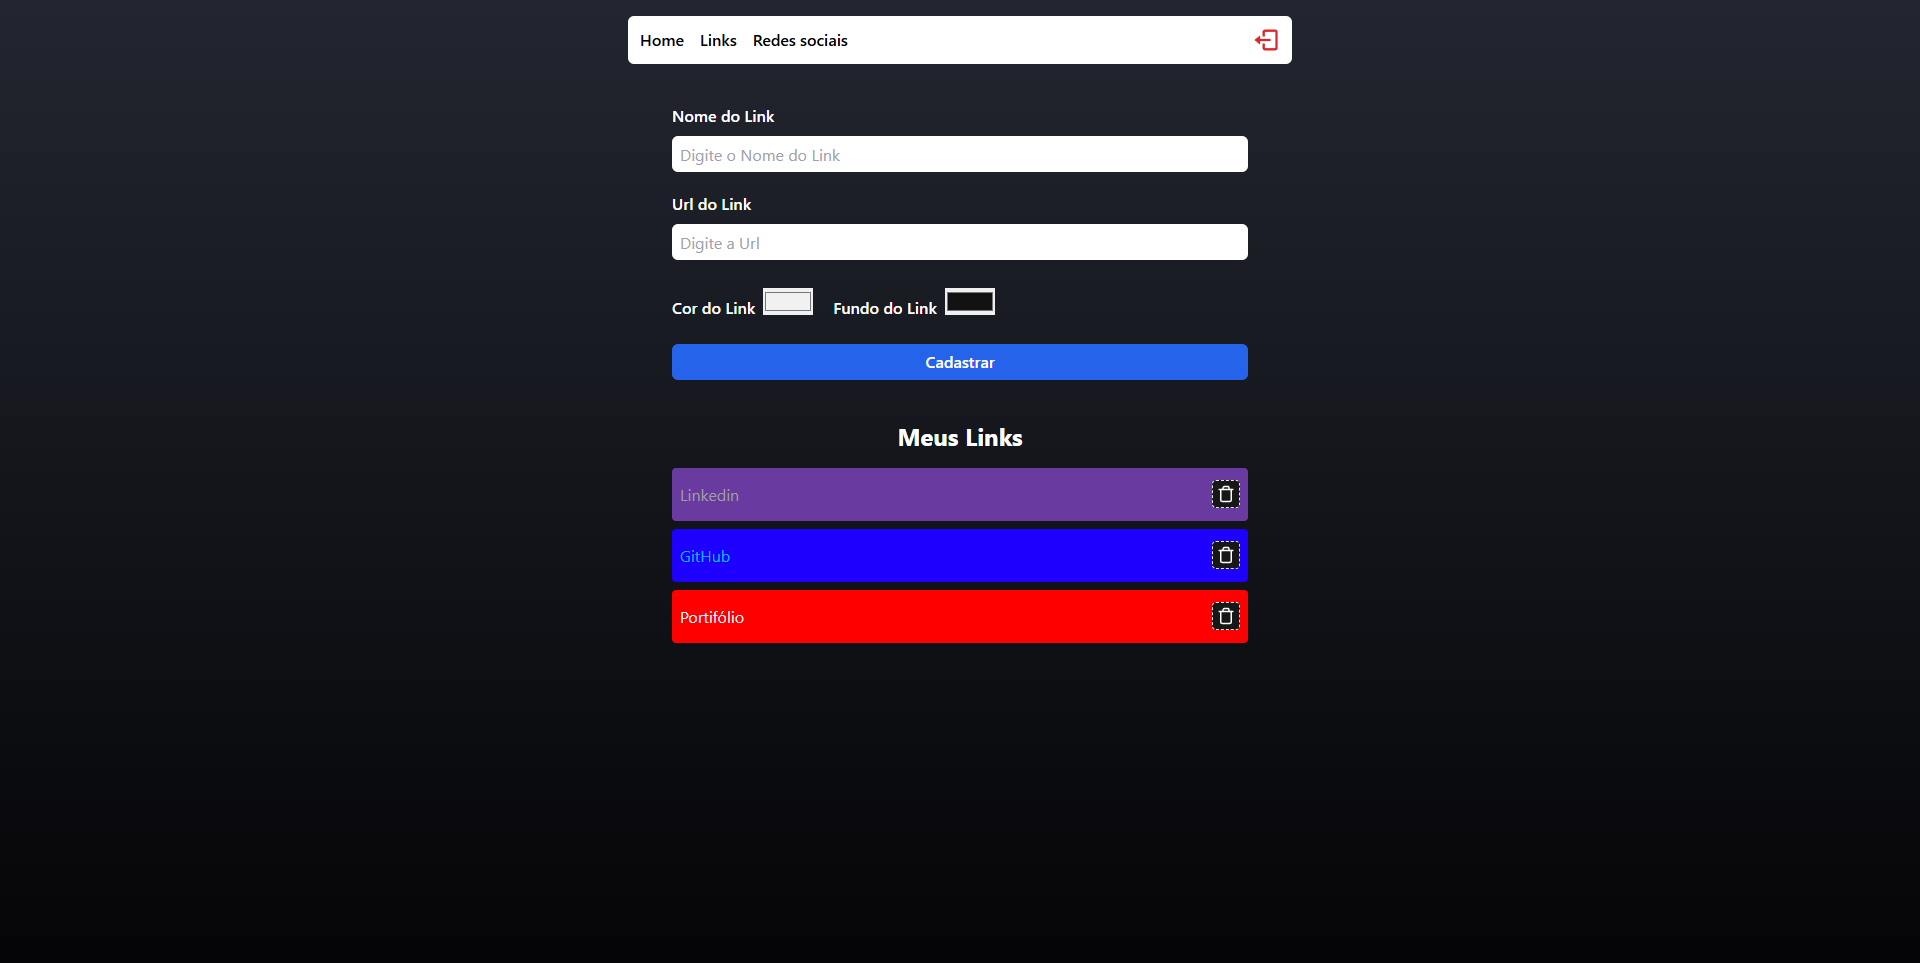 Home Links Redes sociais
Nome do Link
Digite o Nome do Link
Url do Link
Digite a Url
Cor do Link Fundo do Link
Cadastrar
Meus Links
Linkedin
GitHub
Portifólio